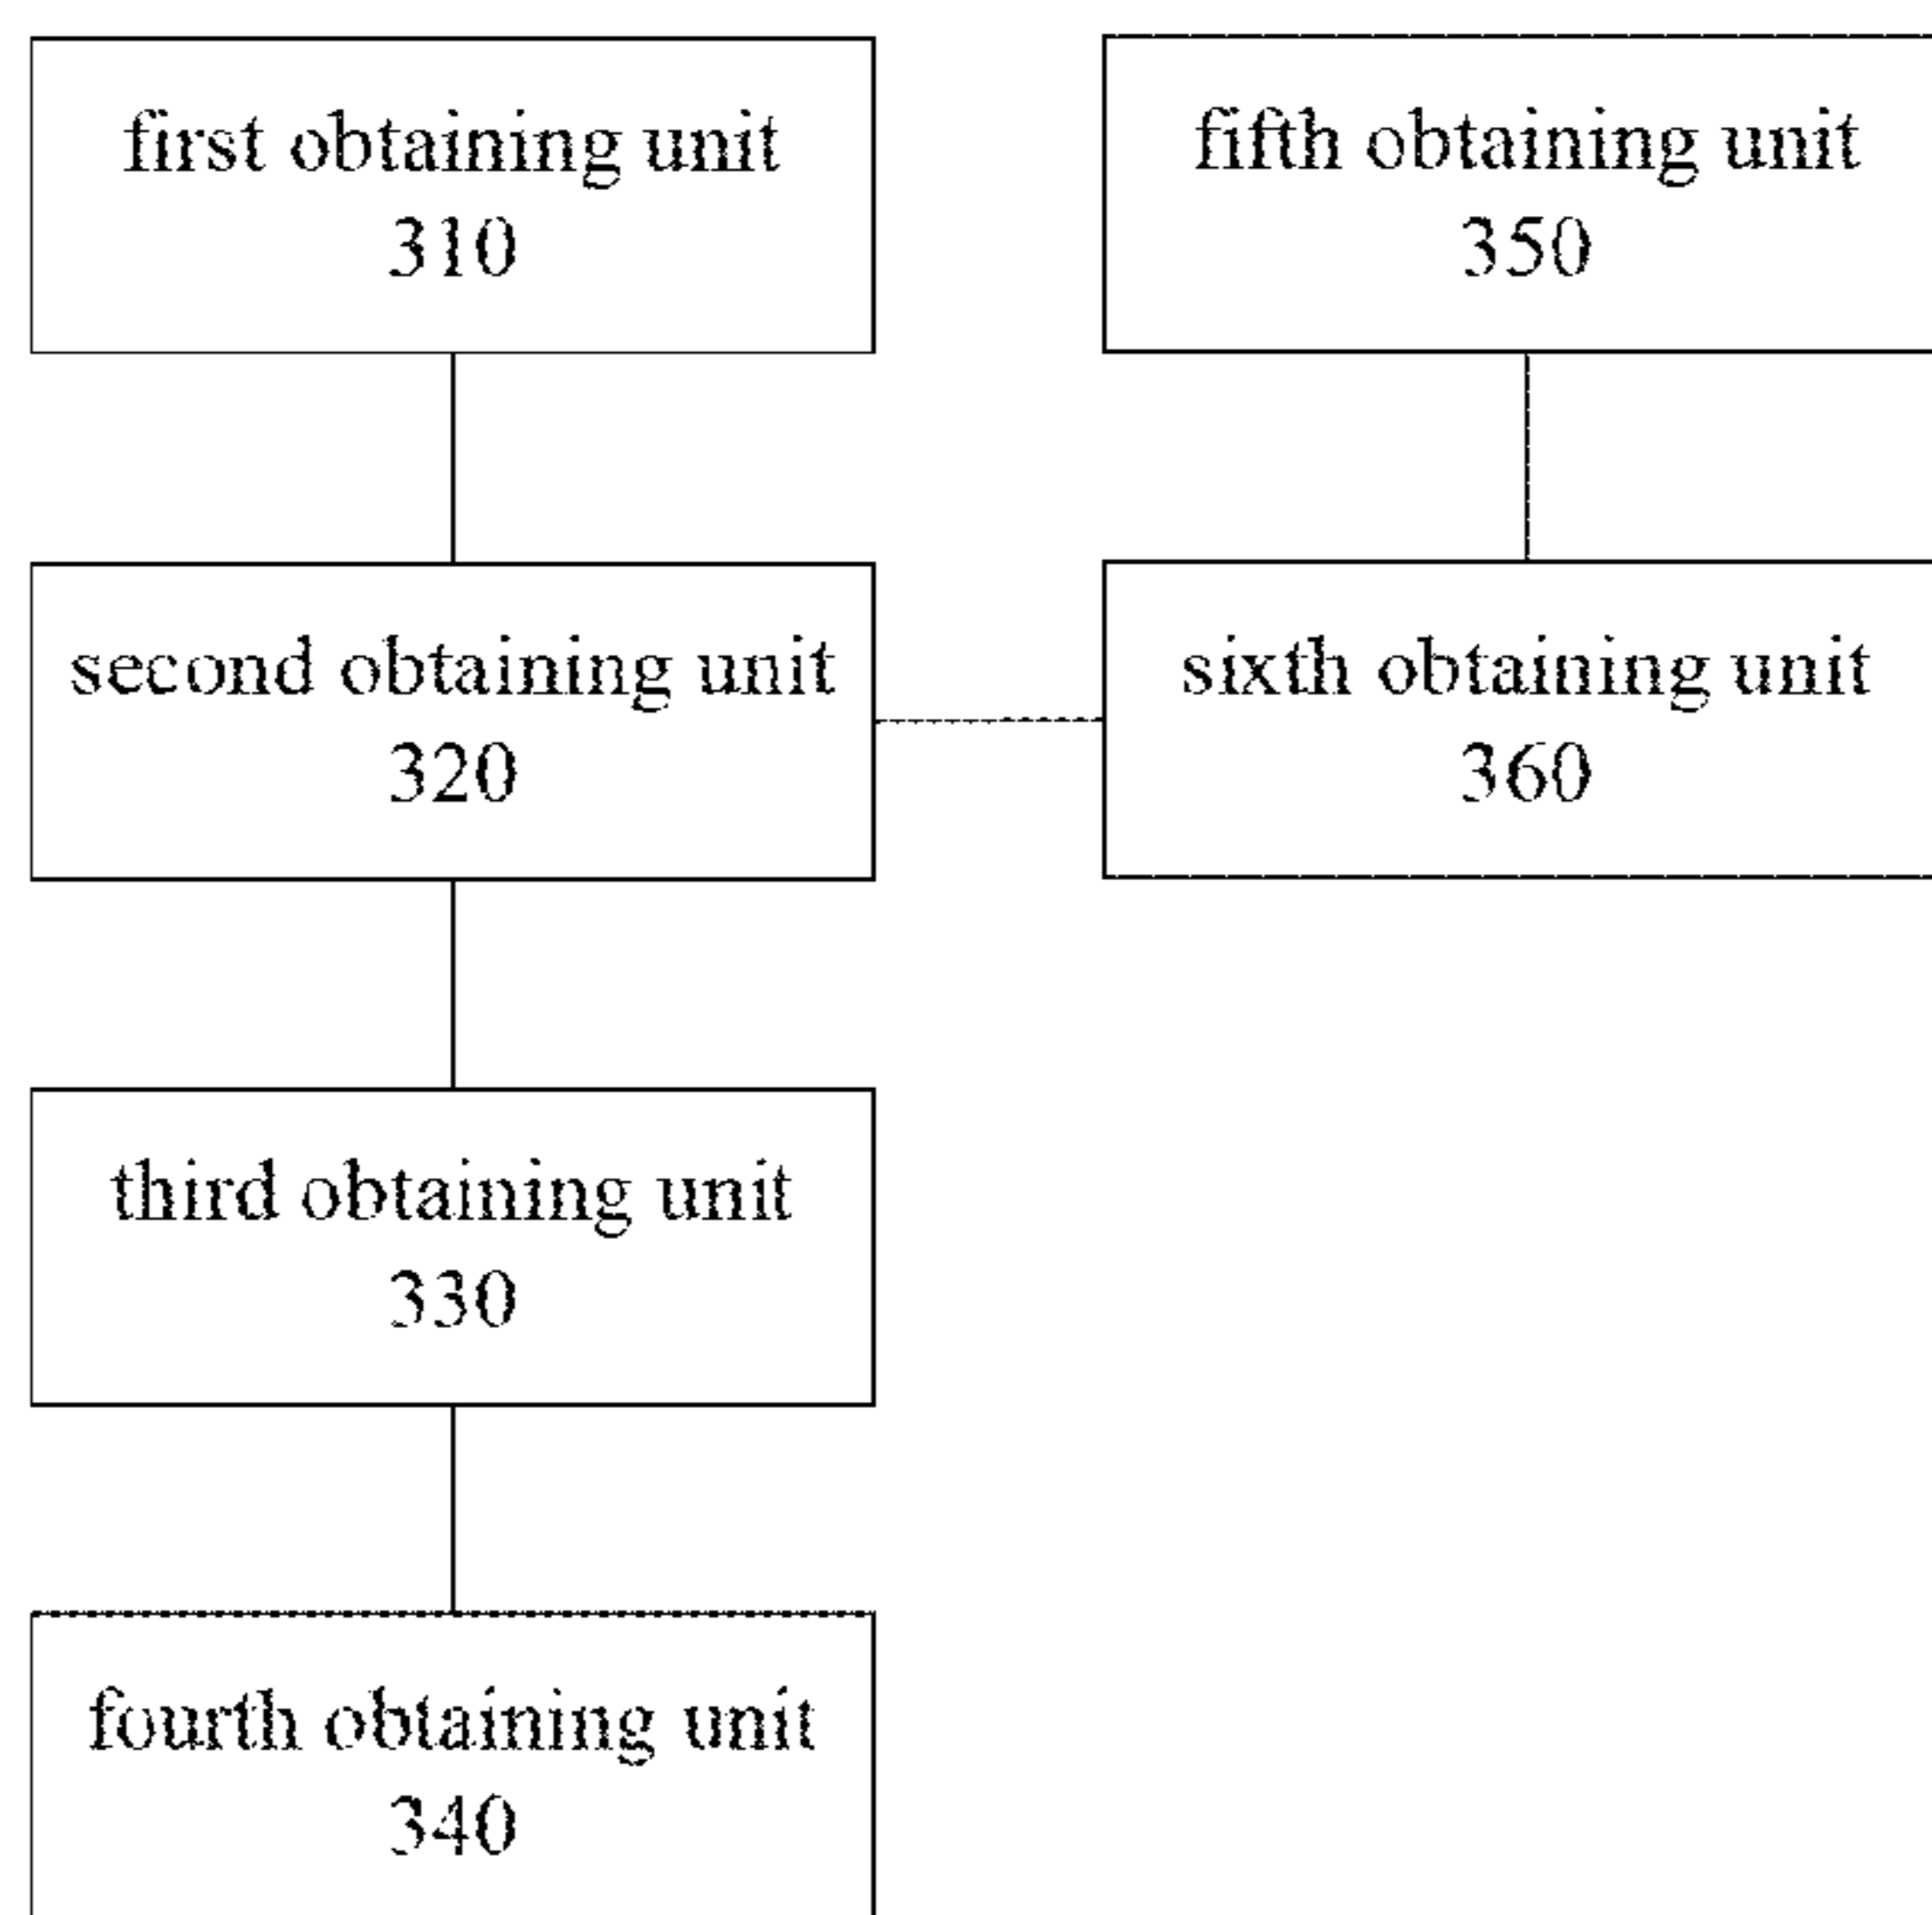 first obtaining unit
310
second obtaining unit
320
third obtaining unit
330
fourth obtaining unit
340
fifth obtaining unit
350
sixth obtaining unit
360